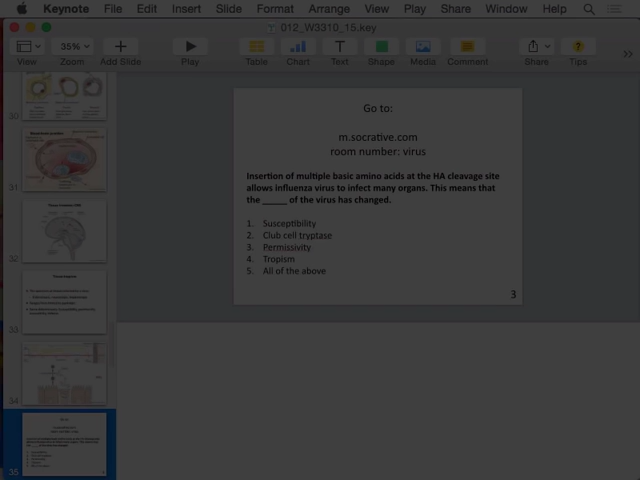 Keynote File Edit Insert Slide Format Arrange View Play Share Window Help
012_W3310_15.key
35%
View Zoom Add Slide Play Table Chart Text Shape Media Comment Share Tips
30
31
32
33
34
35
Go to:
m.socrative.com
room number: virus
Insertion of multiple basic amino acids at the HA cleavage site
allows influenza virus to infect many organs. This means that
the _____ of the virus has changed.
1. Susceptibility
2. Club cell tryptase
3. Permissivity
4. Tropism
5. All of the above
3